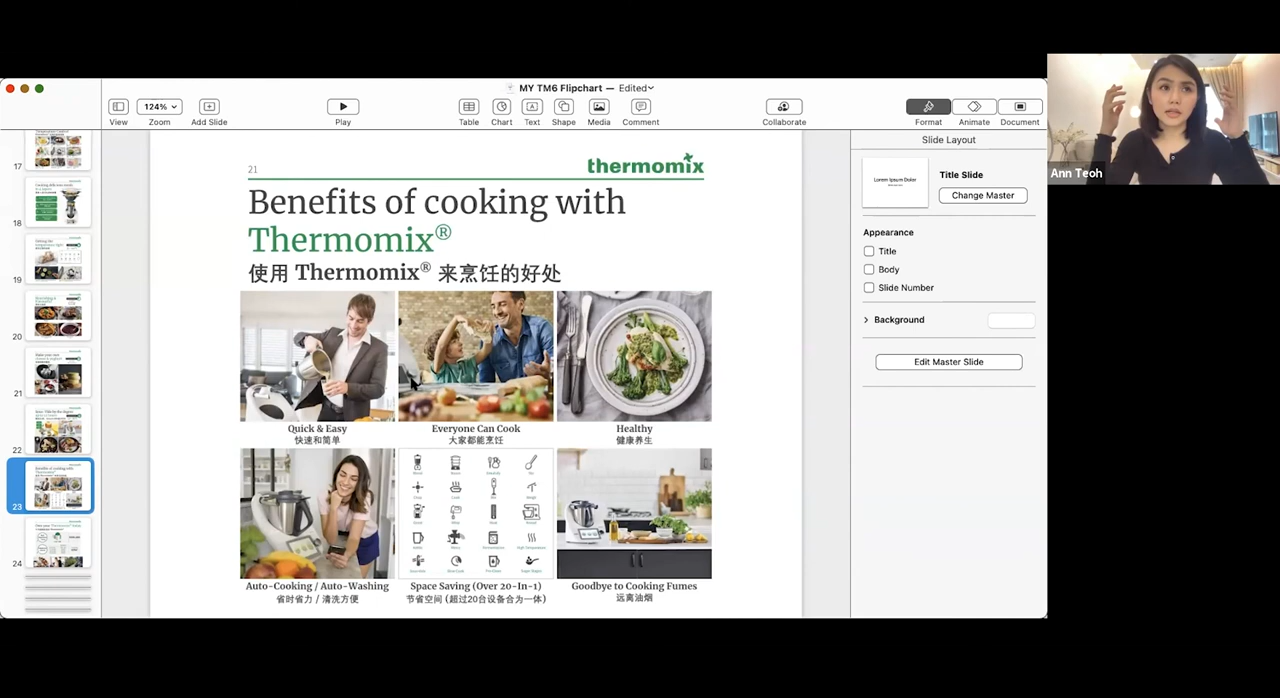 MY TM6 Flipchart — Edited
124%
View
Zoom
Add Slide
Play
Table
Chart
Text
Shape
Media
Comment
Collaborate
Format
Animate
Document
17
18
19
20
21
22
23
24
21
thermomix
Benefits of cooking with
Thermomix®
使用 Thermomix® 来烹饪的好处
Quick & Easy
快速和简单
Everyone Can Cook
大家都能烹饪
Healthy
健康养生
Auto-Cooking / Auto-Washing
省时省力 / 清洗方便
Space Saving (Over 20-In-1)
节省空间 (超过20台设备合为一体)
Goodbye to Cooking Fumes
远离油烟
Slide Layout
Lorem Ipsum Dolor
Title Slide
Change Master
Appearance
Title
Body
Slide Number
Background
Edit Master Slide
Ann Teoh